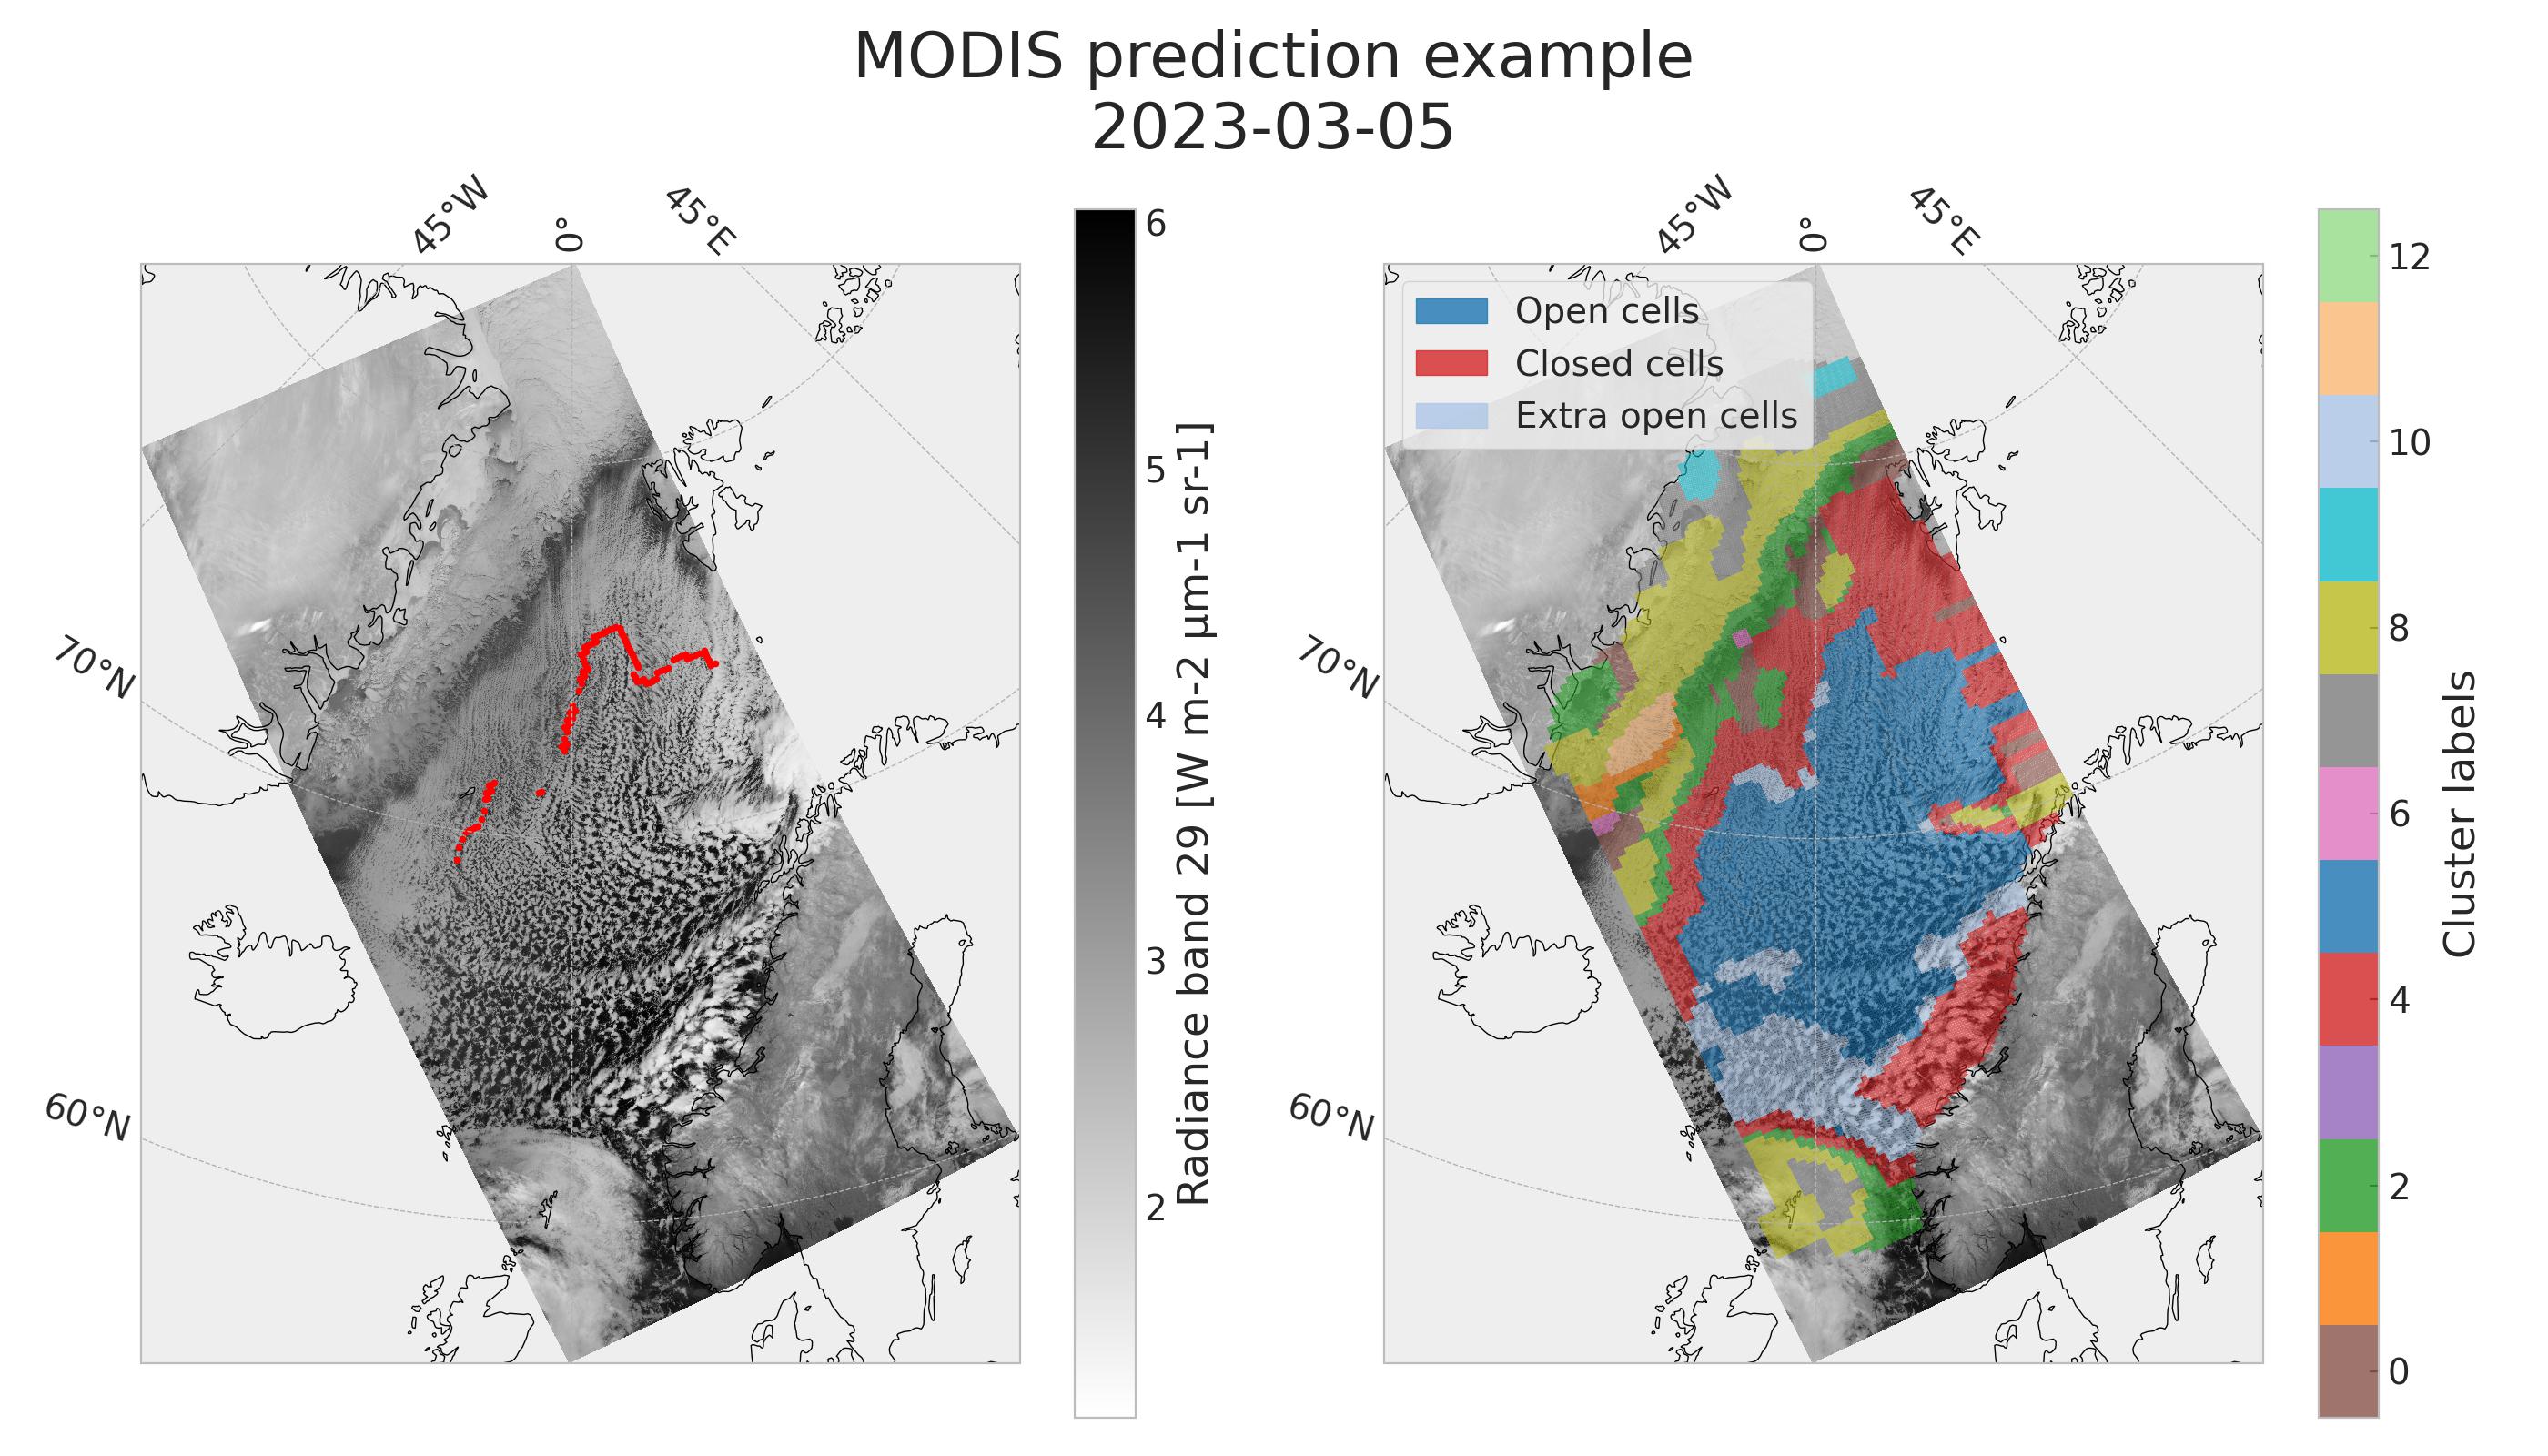 MODIS prediction example
2023-03-05
45°W
0°
45°E
70°N
60°N
6
5
4
3
2
Radiance band 29 [W m-2 μm-1 sr-1]
45°W
0°
45°E
Open cells
Closed cells
Extra open cells
70°N
60°N
12
10
8
6
4
2
0
Cluster labels